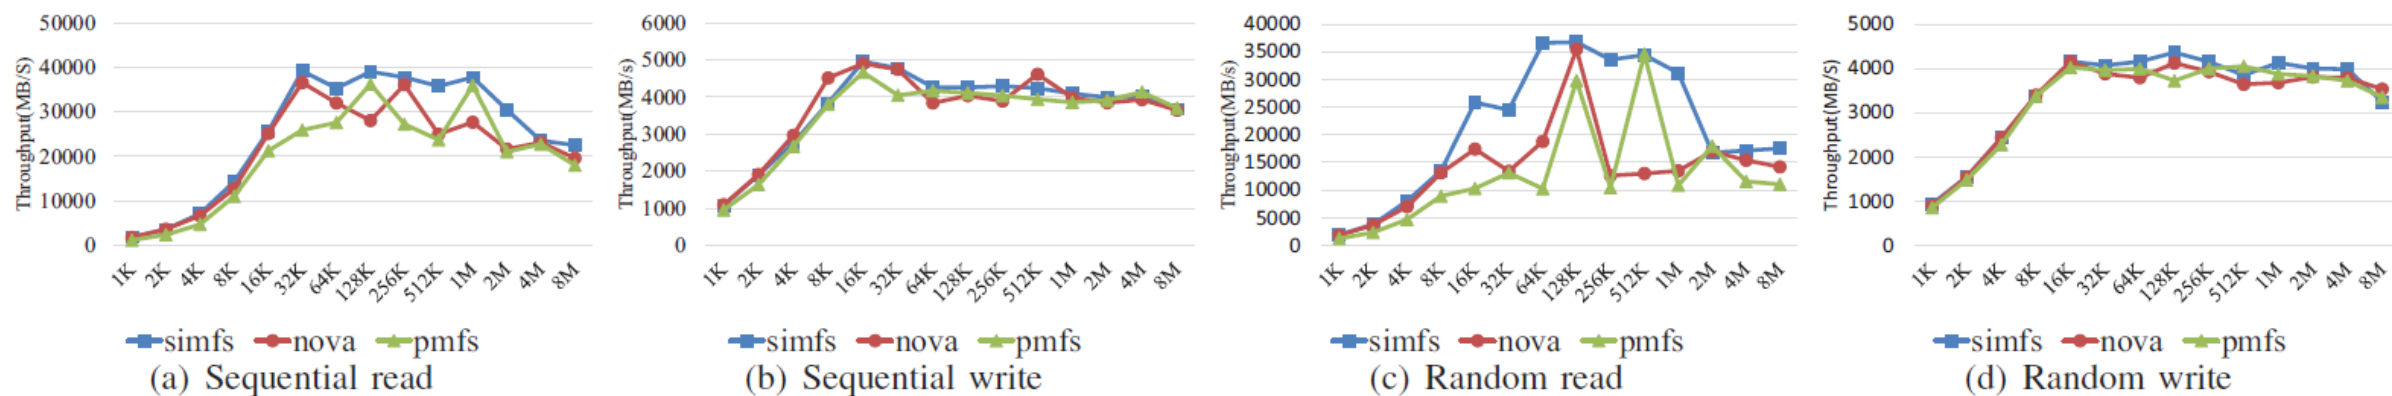 50000
40000
30000
20000
10000
0
Throughput(MB/S)
1K 2K 4K 8K 16K 32K 64K 128K 256K 512K 1M 2M 4M 8M
simfs nova pmfs
(a) Sequential read
6000
5000
4000
3000
2000
1000
0
Throughput(MB/s)
1K 2K 4K 8K 16K 32K 64K 128K 256K 512K 1M 2M 4M 8M
simfs nova pmfs
(b) Sequential write
40000
35000
30000
25000
20000
15000
10000
5000
0
Throughput(MB/s)
1K 2K 4K 8K 16K 32K 64K 128K 256K 512K 1M 2M 4M 8M
simfs nova pmfs
(c) Random read
5000
4000
3000
2000
1000
0
Throughput(MB/S)
1K 2K 4K 8K 16K 32K 64K 128K 256K 512K 1M 2M 4M 8M
simfs nova pmfs
(d) Random write